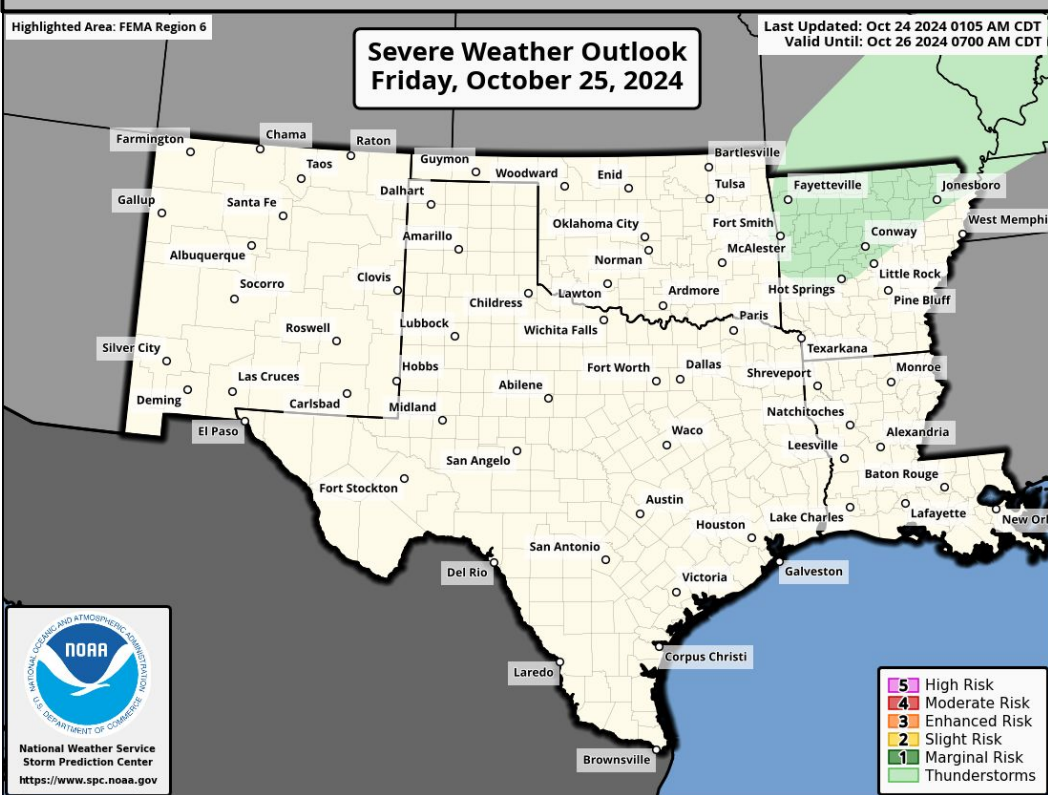 Highlighted Area: FEMA Region 6
Severe Weather Outlook
Friday, October 25, 2024
Last Updated: Oct 24 2024 0105 AM CDT
Valid Until: Oct 26 2024 0700 AM CDT
Farmington
Chama
Raton
Taos
Guymon
Woodward
Enid
Bartlesville
Tulsa
Fayetteville
Jonesboro
Gallup
Santa Fe
Dalhart
Oklahoma City
Fort Smith
West Memphi
Albuquerque
Amarillo
Norman
McAlester
Conway
Socorro
Clovis
Childress
Lawton
Ardmore
Hot Springs
Little Rock
Pine Bluff
Roswell
Lubbock
Wichita Falls
Paris
Texarkana
Silver City
Las Cruces
Hobbs
Abilene
Fort Worth
Dallas
Shreveport
Monroe
Deming
Carlsbad
Midland
Natchitoches
El Paso
Waco
Leesville
Alexandria
San Angelo
Fort Stockton
Baton Rouge
Austin
Houston
Lake Charles
Lafayette
New Orl
San Antonio
Del Rio
Victoria
Galveston
Laredo
Corpus Christi
Brownsville
NATIONAL OCEANIC AND ATMOSPHERIC ADMINISTRATION
NOAA
U.S. DEPARTMENT OF COMMERCE
National Weather Service
Storm Prediction Center
https://www.spc.noaa.gov
5 High Risk
4 Moderate Risk
3 Enhanced Risk
2 Slight Risk
1 Marginal Risk
Thunderstorms